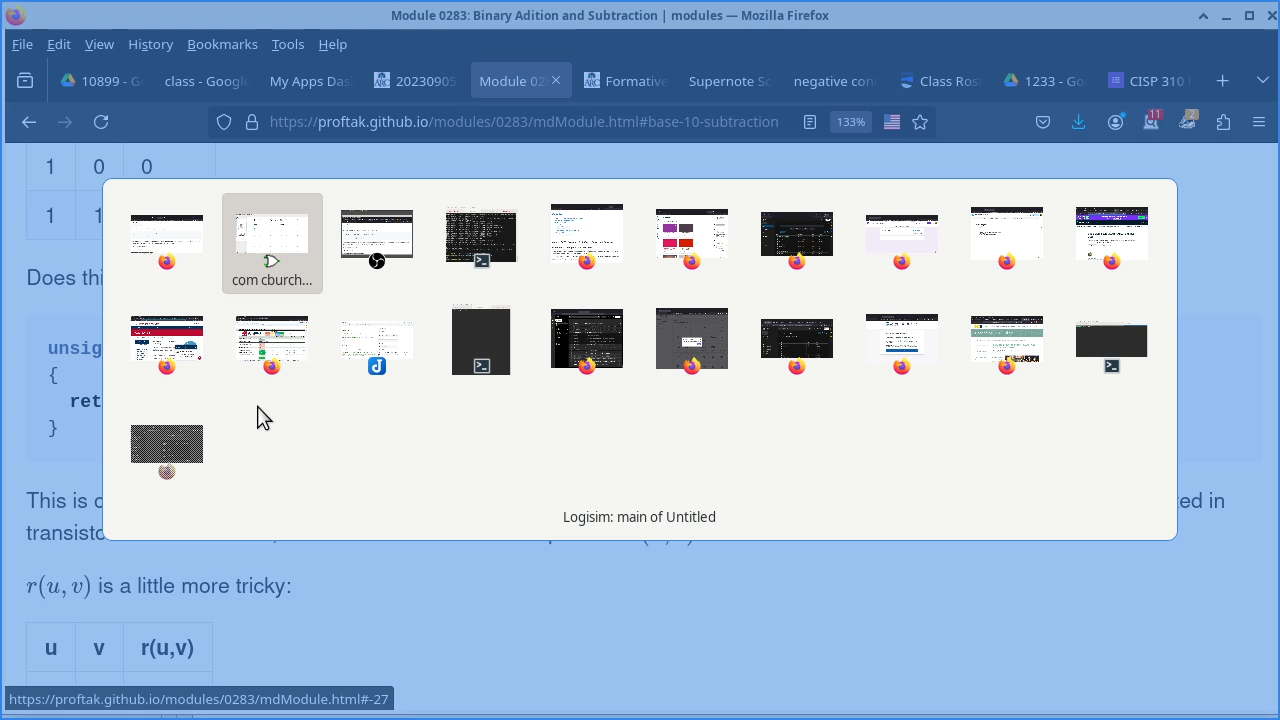 Module 0283: Binary Adition and Subtraction | modules — Mozilla Firefox
File Edit View History Bookmarks Tools Help
10899 - G class - Google My Apps Das 20230905 Module 02 Formative Supernote Sc negative con Class Ros 1233 - Go CISP 310
https://proftak.github.io/modules/0283/mdModule.html#base-10-subtraction 133% 11 2
1 0 0
1 1
com cburch...
Does thi
unsig
{
ret
}
Logisim: main of Untitled
This is c ed in
transisto
r(u, v) is a little more tricky:
u v r(u,v)
https://proftak.github.io/modules/0283/mdModule.html#-27